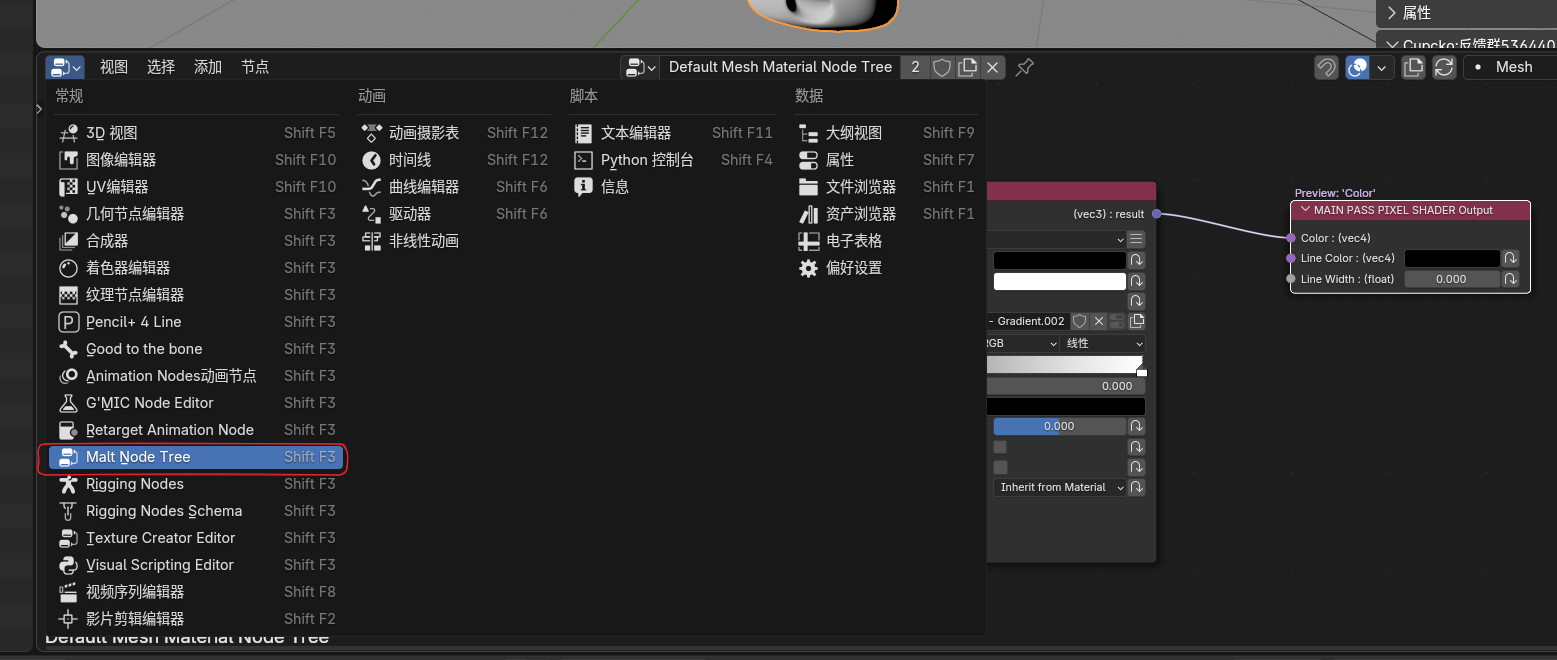 属性
Cupcko:反馈群536440
视图 选择 添加 节点
Default Mesh Material Node Tree 2
Mesh
常规
3D 视图 Shift F5
图像编辑器 Shift F10
UV编辑器 Shift F10
几何节点编辑器 Shift F3
合成器 Shift F3
着色器编辑器 Shift F3
纹理节点编辑器 Shift F3
Pencil+ 4 Line Shift F3
Good to the bone Shift F3
Animation Nodes动画节点 Shift F3
G'MIC Node Editor Shift F3
Retarget Animation Node Shift F3
Malt Node Tree Shift F3
Rigging Nodes Shift F3
Rigging Nodes Schema Shift F3
Texture Creator Editor Shift F3
Visual Scripting Editor Shift F3
视频序列编辑器 Shift F8
影片剪辑编辑器 Shift F2
动画
动画摄影表 Shift F12
时间线 Shift F12
曲线编辑器 Shift F6
驱动器 Shift F6
非线性动画
脚本
文本编辑器 Shift F11
Python 控制台 Shift F4
信息
数据
大纲视图 Shift F9
属性 Shift F7
文件浏览器 Shift F1
资产浏览器 Shift F1
电子表格
偏好设置
(vec3) : result
- Gradient.002
RGB 线性
0.000
0.000
Inherit from Material
Preview: 'Color'
MAIN PASS PIXEL SHADER Output
Color : (vec4)
Line Color : (vec4)
Line Width : (float) 0.000
Default Mesh Material Node Tree